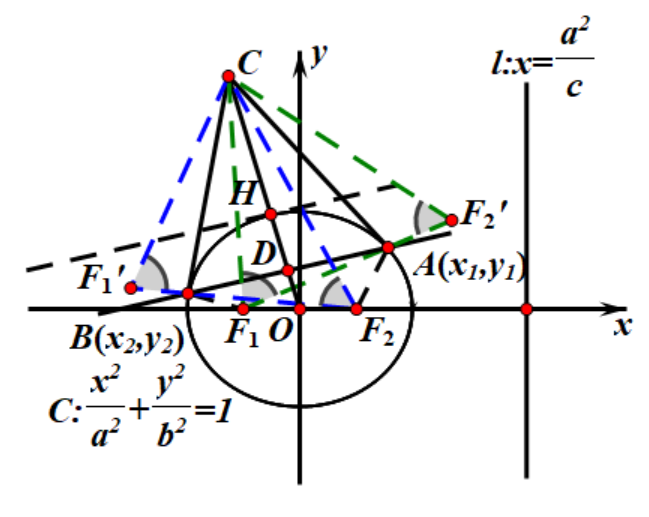 C
y
l:x=a²/c
H
F₂'
D
F₁'
A(x₁,y₁)
B(x₂,y₂)
F₁
O
F₂
x
C:x²/a²+y²/b²=1